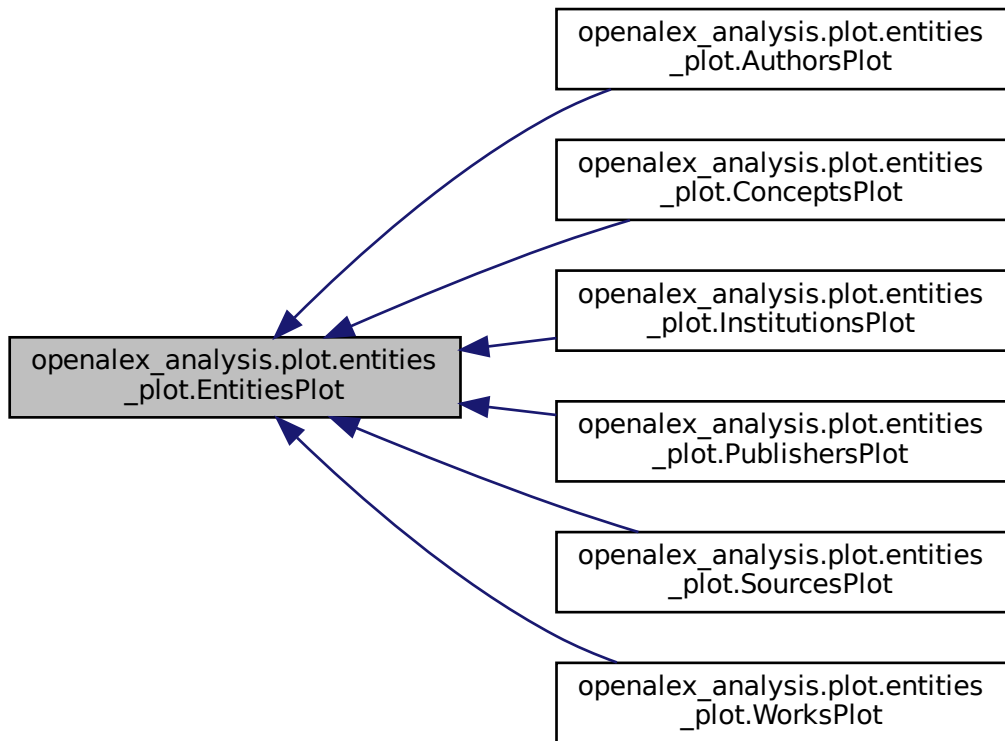 openalex_analysis.plot.entities
_plot.AuthorsPlot
openalex_analysis.plot.entities
_plot.ConceptsPlot
openalex_analysis.plot.entities
_plot.InstitutionsPlot
openalex_analysis.plot.entities
_plot.EntitiesPlot
openalex_analysis.plot.entities
_plot.PublishersPlot
openalex_analysis.plot.entities
_plot.SourcesPlot
openalex_analysis.plot.entities
_plot.WorksPlot